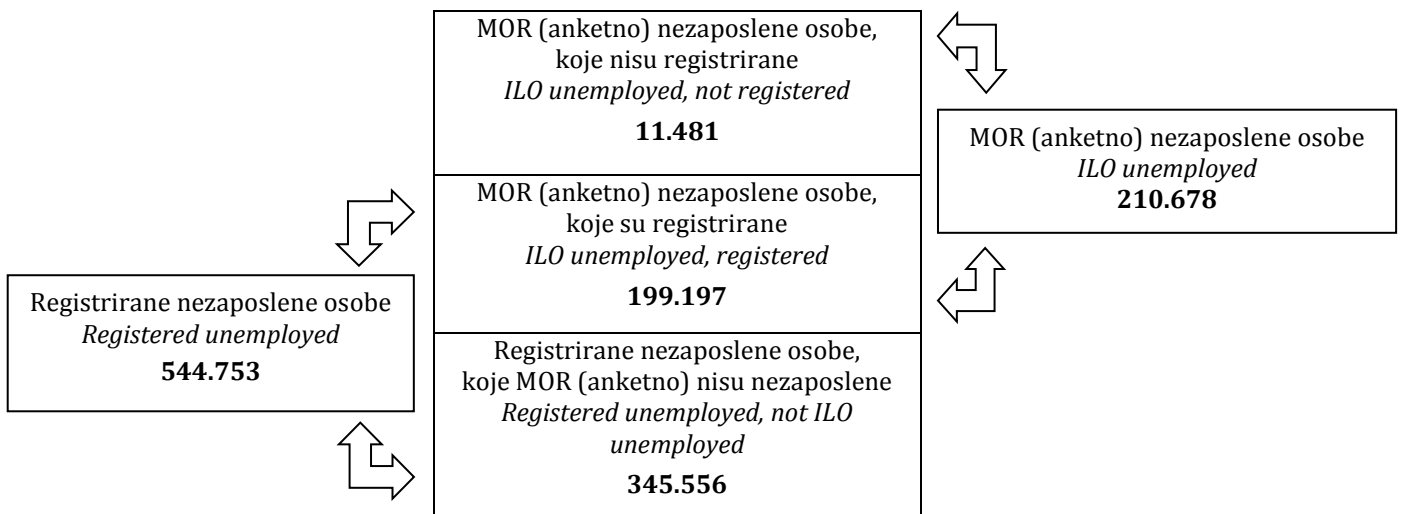 MOR (anketno) nezaposlene osobe,
koje nisu registrirane
ILO unemployed, not registered
11.481
MOR (anketno) nezaposlene osobe
ILO unemployed
210.678
MOR (anketno) nezaposlene osobe,
koje su registrirane
ILO unemployed, registered
199.197
Registrirane nezaposlene osobe
Registered unemployed
544.753
Registrirane nezaposlene osobe,
koje MOR (anketno) nisu nezaposlene
Registered unemployed, not ILO
unemployed
345.556